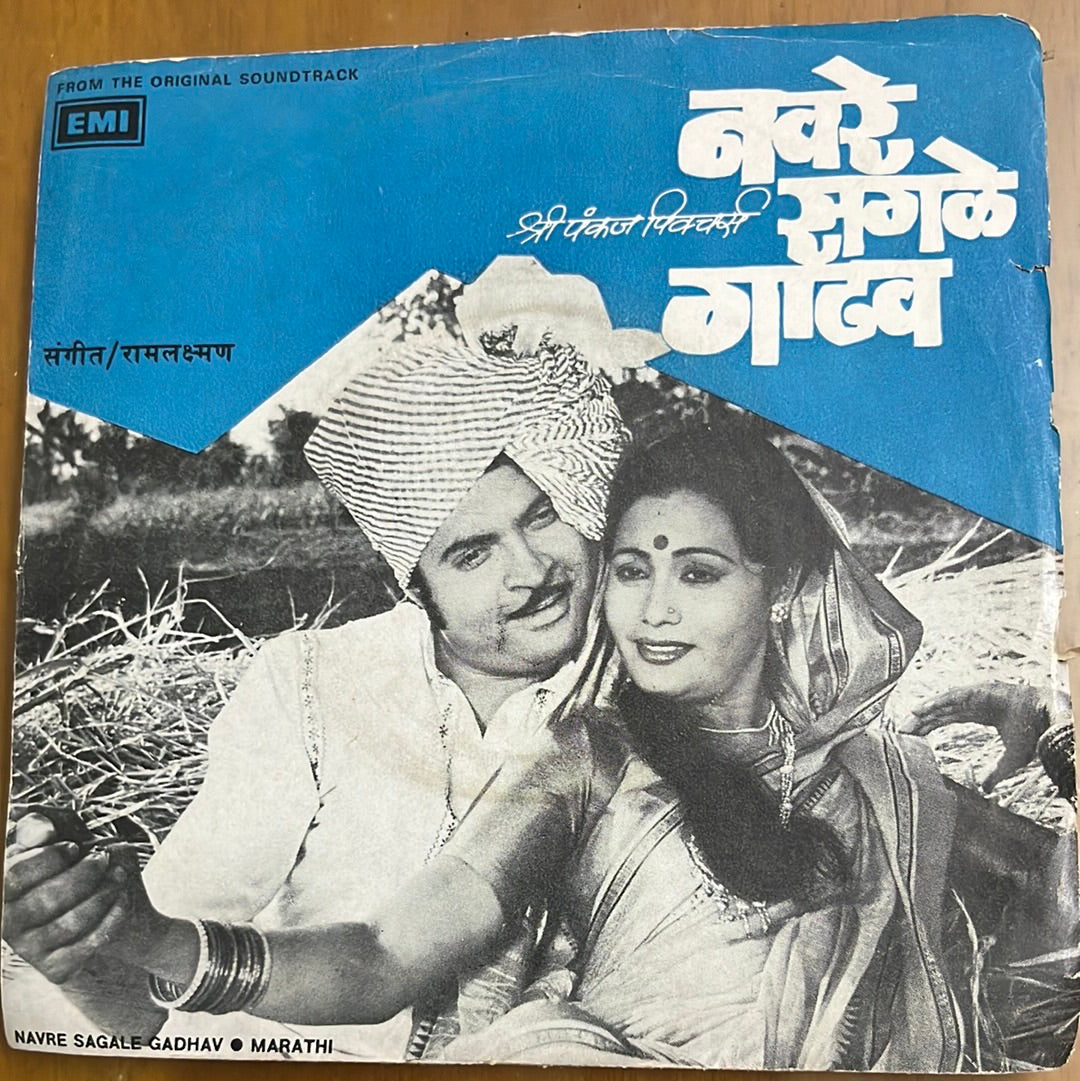 FROM THE ORIGINAL SOUNDTRACK
EMI
नवरे
सगळे
गाढव
श्री पंकज पिक्चर्स
संगीत/रामलक्ष्मण
NAVRE SAGALE GADHAV ● MARATHI